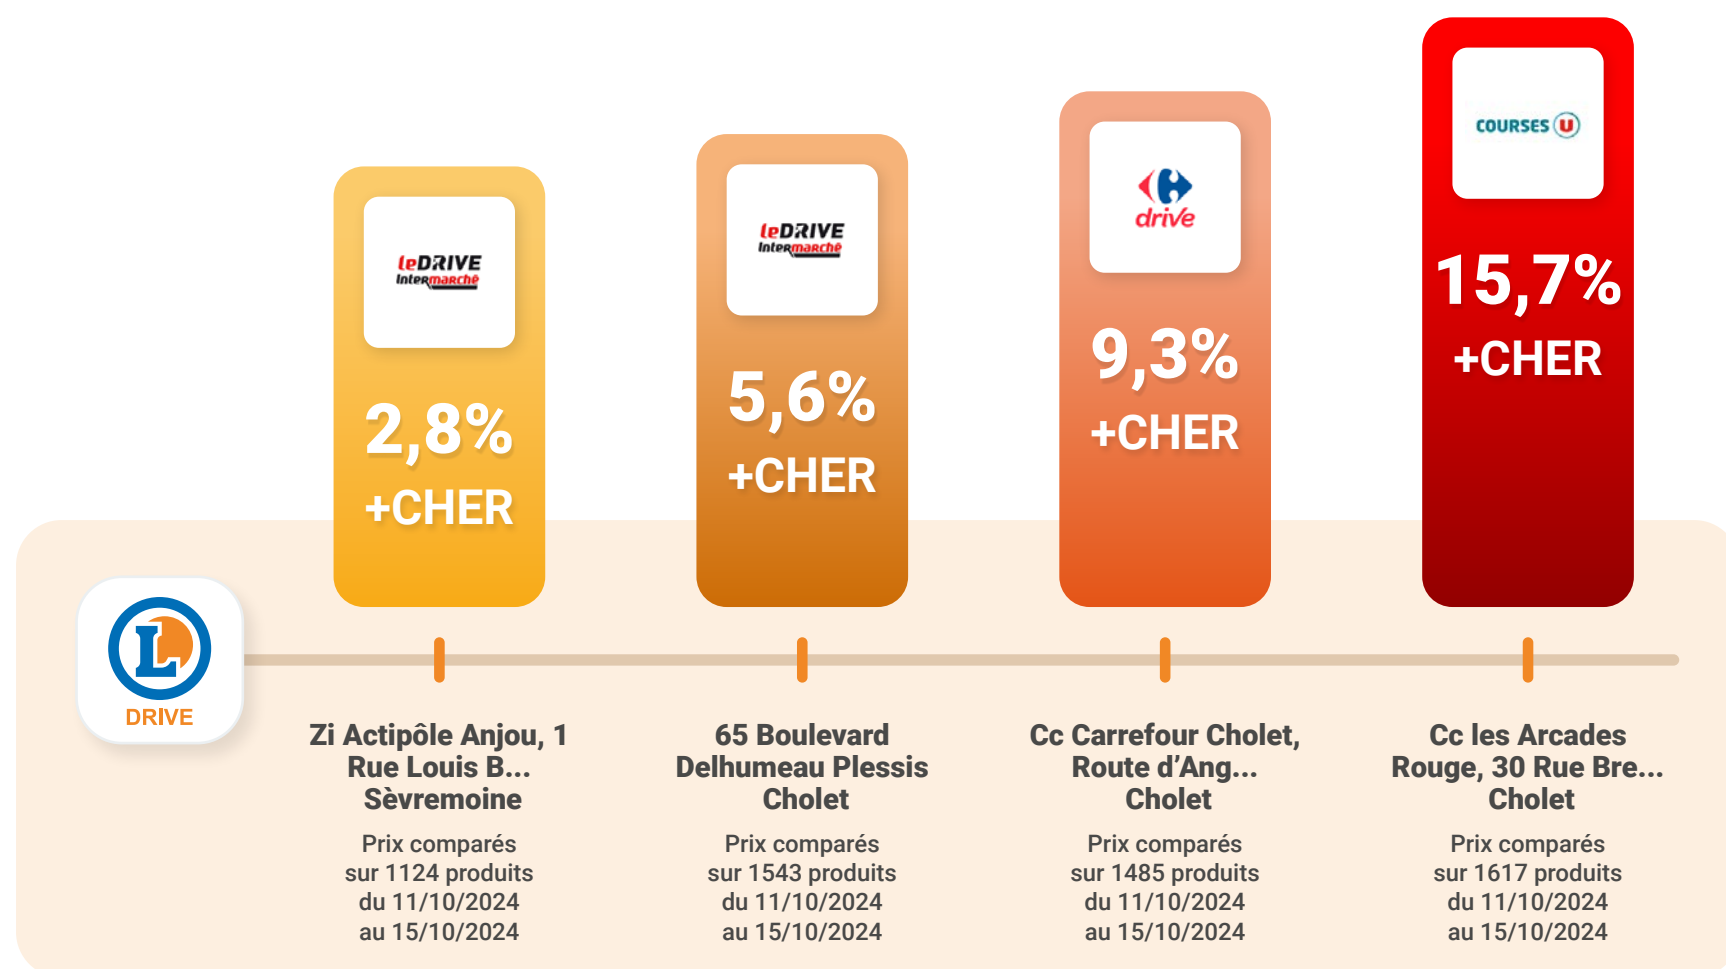 leDRIVE
Intermarché
2,8%
+CHER
leDRIVE
Intermarché
5,6%
+CHER
drive
9,3%
+CHER
COURSES U
15,7%
+CHER
L
DRIVE
Zi Actipôle Anjou, 1
Rue Louis B...
Sèvremoine
Prix comparés
sur 1124 produits
du 11/10/2024
au 15/10/2024
65 Boulevard
Delhumeau Plessis
Cholet
Prix comparés
sur 1543 produits
du 11/10/2024
au 15/10/2024
Cc Carrefour Cholet,
Route d’Ang...
Cholet
Prix comparés
sur 1485 produits
du 11/10/2024
au 15/10/2024
Cc les Arcades
Rouge, 30 Rue Bre...
Cholet
Prix comparés
sur 1617 produits
du 11/10/2024
au 15/10/2024